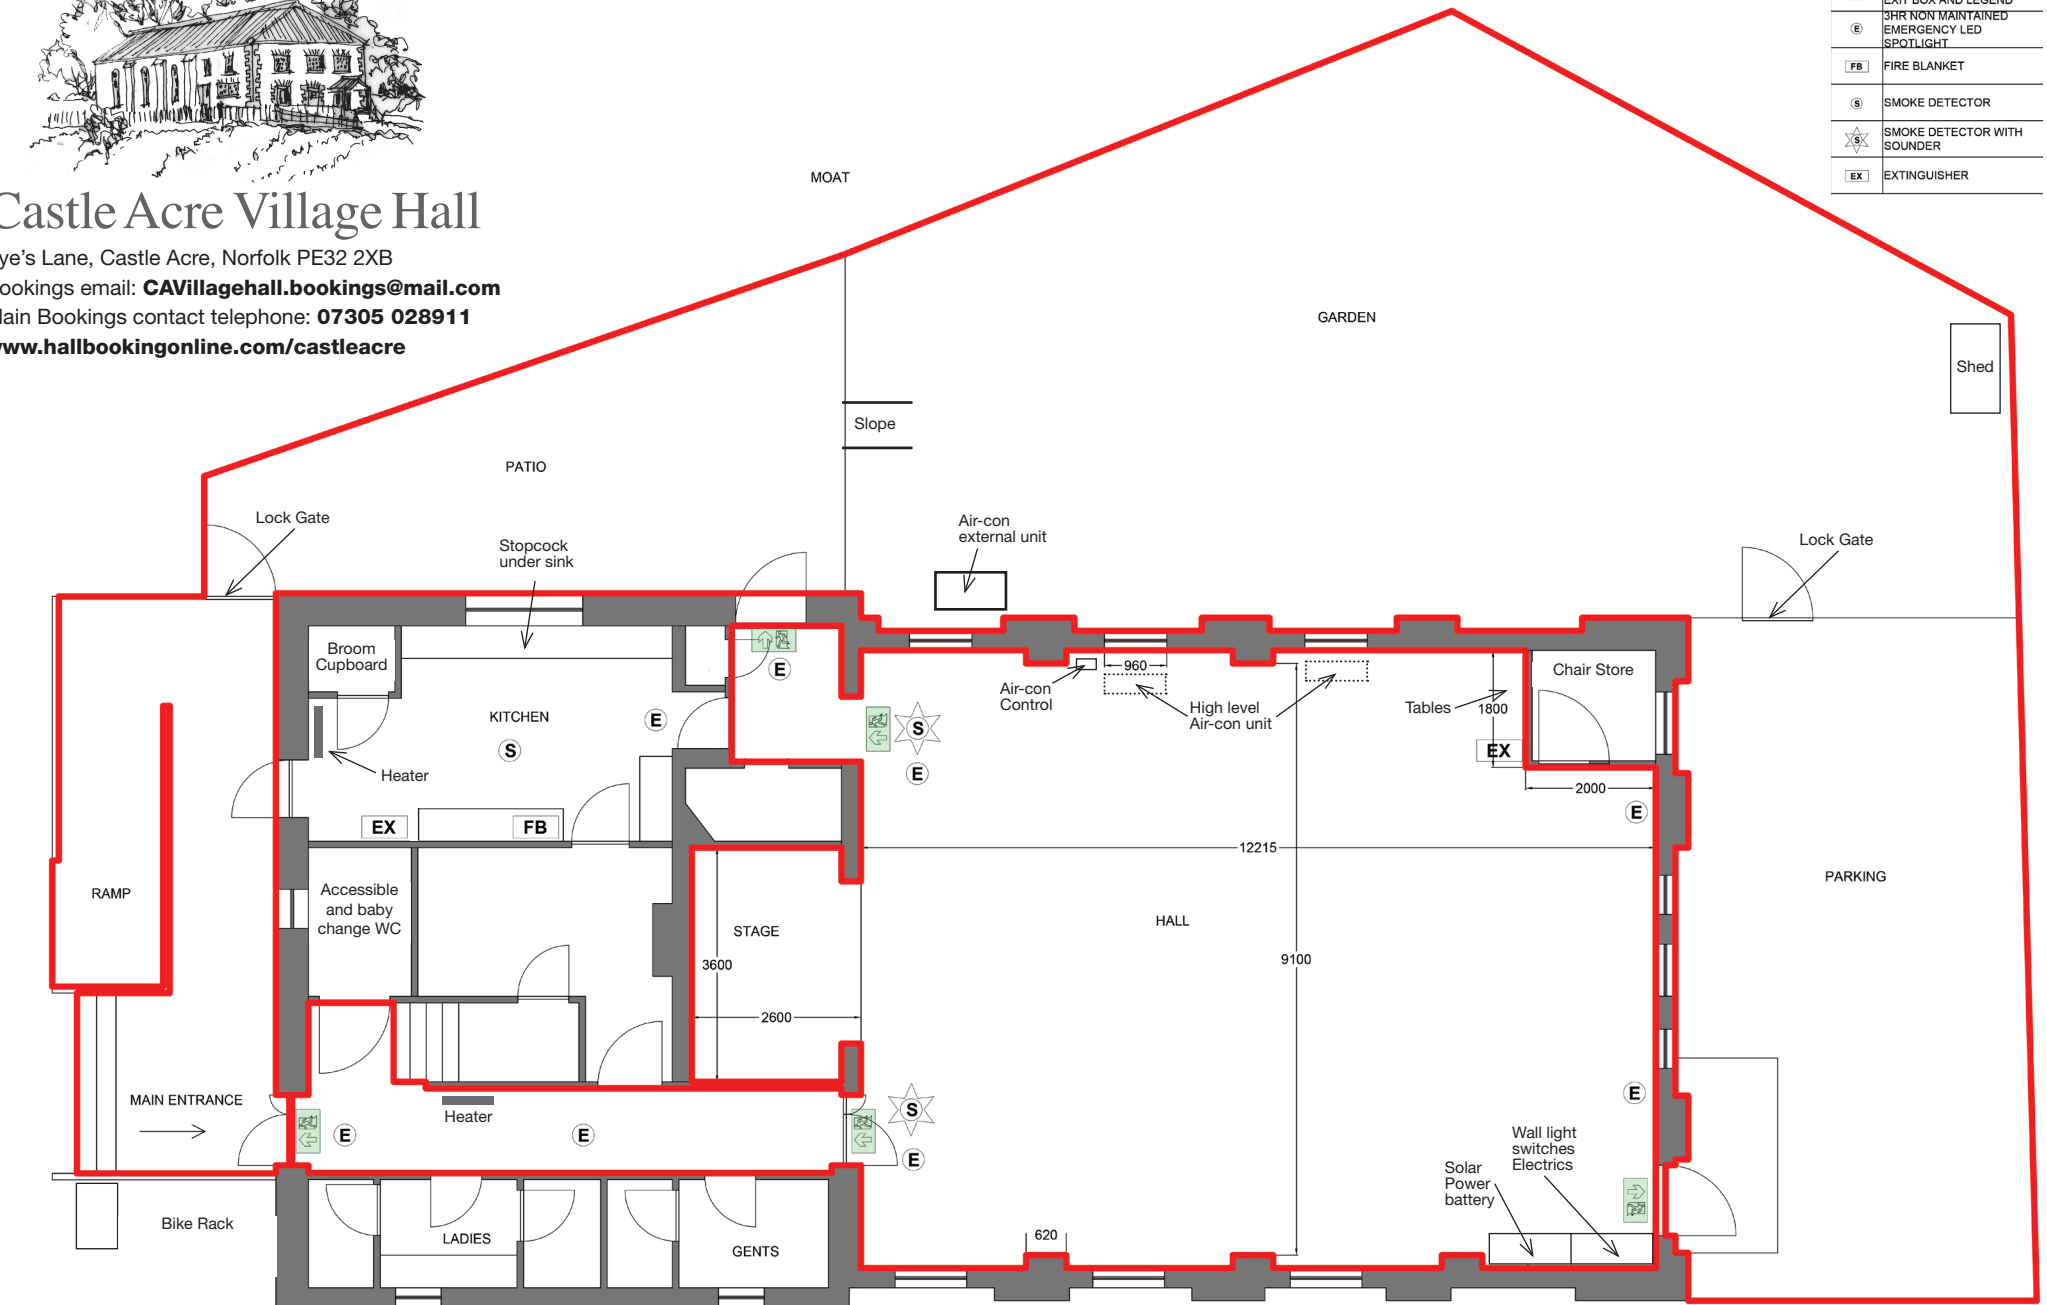 EXIT BOX AND LEGEND
E
3HR NON MAINTAINED
EMERGENCY LED
SPOTLIGHT
FB
FIRE BLANKET
S
SMOKE DETECTOR
S
SMOKE DETECTOR WITH
SOUNDER
EX
EXTINGUISHER
Castle Acre Village Hall
ye's Lane, Castle Acre, Norfolk PE32 2XB
ookings email: CAVillagehall.bookings@mail.com
ain Bookings contact telephone: 07305 028911
www.hallbookingonline.com/castleacre
MOAT
GARDEN
Shed
Slope
PATIO
Lock Gate
Stopcock
under sink
Air-con
external unit
Lock Gate
Broom
Cupboard
E
KITCHEN
E
S
Heater
EX
FB
S
E
Air-con
Control
960
High level
Air-con unit
Tables
1800
EX
Chair Store
2000
E
12215
RAMP
Accessible
and baby
change WC
STAGE
3600
2600
HALL
9100
PARKING
MAIN ENTRANCE
E
Heater
E
S
E
E
Wall light
switches
Electrics
Solar
Power
battery
620
Bike Rack
LADIES
GENTS